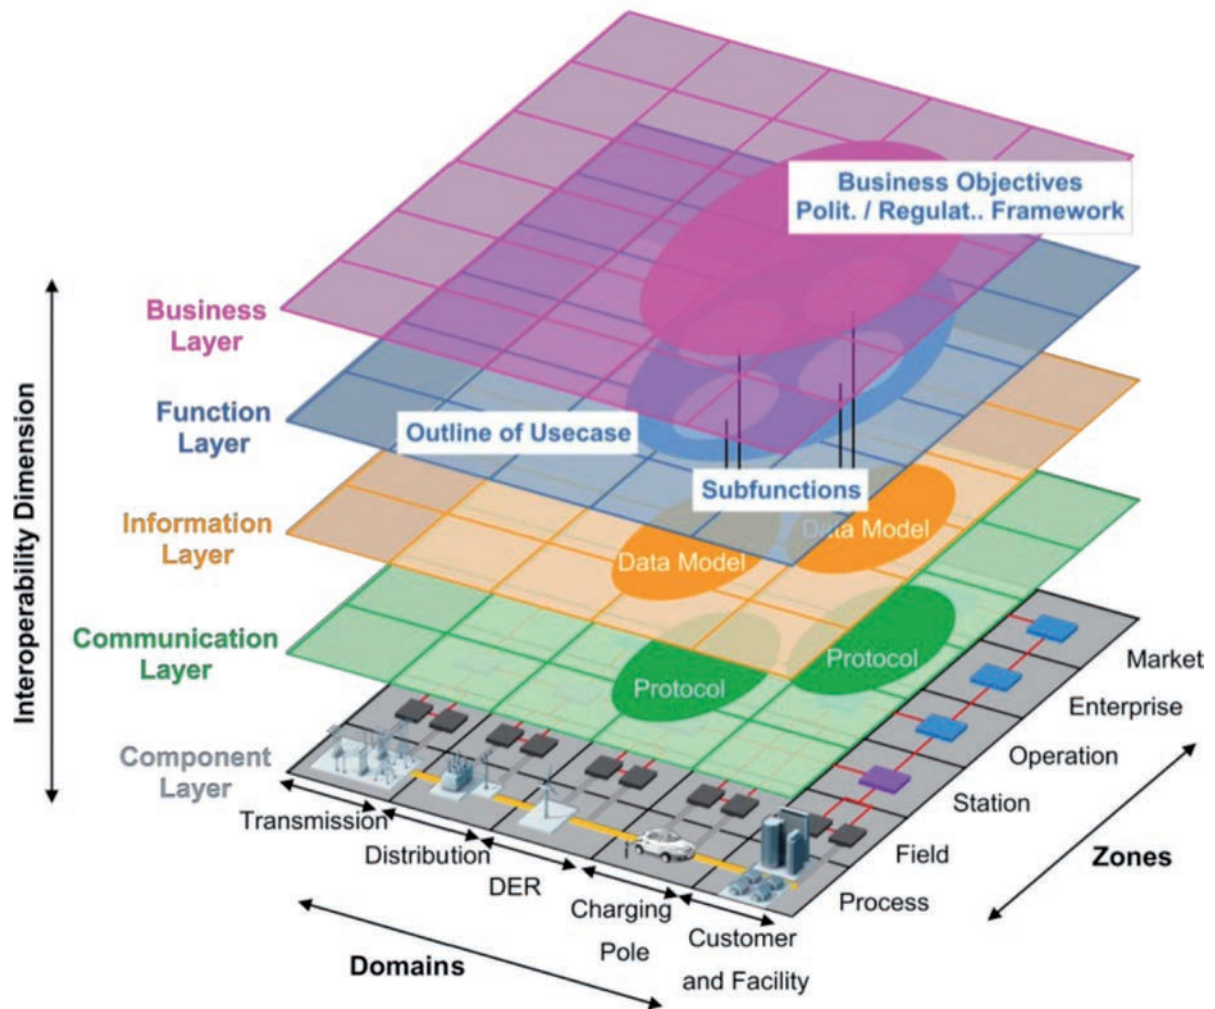 Business Objectives
Polit. / Regulat.. Framework
Business
Layer
Function
Layer
Outline of Usecase
Subfunctions
Information
Layer
Data Model
Data Model
Communication
Layer
Protocol
Protocol
Component
Layer
Interoperability Dimension
Transmission
Distribution
DER
Charging
Pole
Customer
and Facility
Domains
Process
Field
Station
Operation
Enterprise
Market
Zones